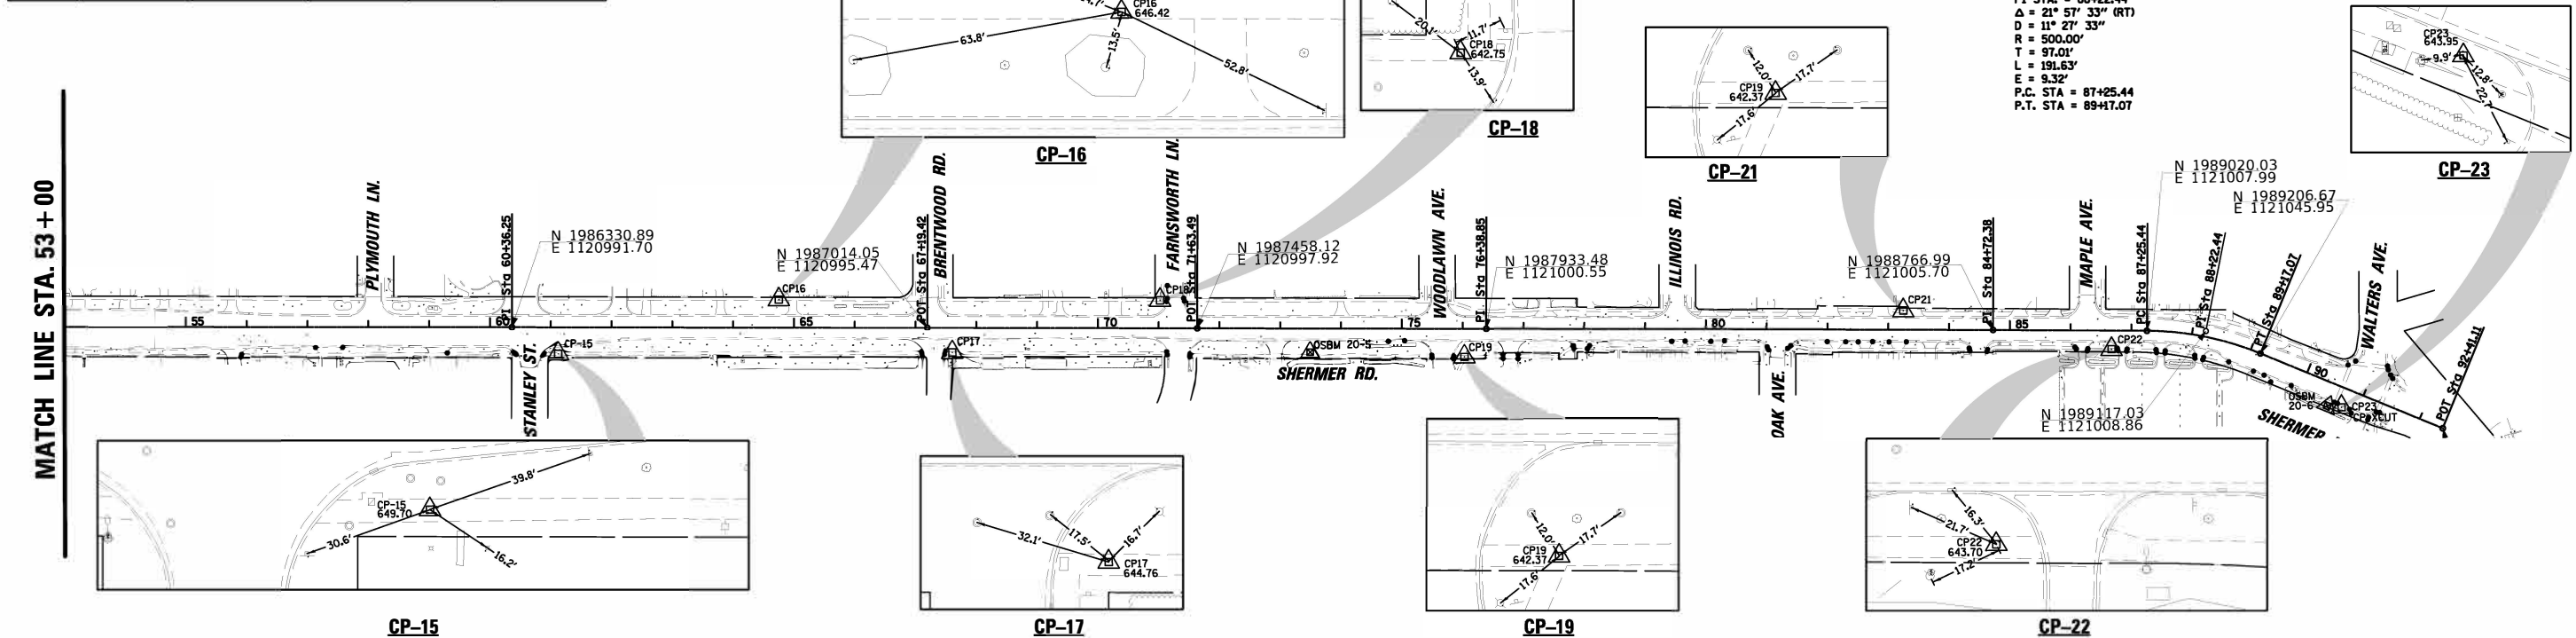 CP16
646.42
63.8'
13.5'
52.8'
CP-16
20.1'
11.7'
CP18
642.75
13.9'
CP-18
12.0'
17.7'
CP19
642.37
17.6'
CP-21
PI STA. = 88+22.44
Δ = 21° 57' 33" (RT)
D = 11° 27' 33"
R = 500.00'
T = 97.01'
L = 191.63'
E = 9.32'
P.C. STA = 87+25.44
P.T. STA = 89+17.07
CP23
643.95
9.9'
12.8'
22.7'
CP-23
MATCH LINE STA. 53+00
PLYMOUTH LN.
PI Sta 60+36.25
N 1986330.89
E 1120991.70
N 1987014.05
E 1120995.47
POT Sta 67+19.42
BRENTWOOD RD.
FARNSWORTH LN.
POT Sta 71+63.49
N 1987458.12
E 1120997.92
WOODLAWN AVE.
PI Sta 76+38.85
N 1987933.48
E 1121000.55
ILLINOIS RD.
N 1988766.99
E 1121005.70
PI Sta 84+72.38
MAPLE AVE.
PC Sta 87+25.44
N 1989020.03
E 1121007.99
PI Sta 88+22.44
N 1989206.67
E 1121045.95
PT Sta 89+17.07
WALTERS AVE.
POT Sta 92+41.11
CP16
CP18
CP21
55
60
65
70
75
80
85
90
STANLEY ST.
CP-15
CP17
OSBM 20-5
SHERMER RD.
CP19
OAK AVE.
CP22
N 1989117.03
E 1121008.86
OSBM
20-6
CP23
CP-XCUT
SHERMER
39.8'
CP-15
649.70
30.6'
16.2'
CP-15
32.1'
17.5'
16.7'
CP17
644.76
CP-17
12.0'
17.7'
CP19
642.37
17.6'
CP-19
16.3'
21.7'
CP22
643.70
17.2'
CP-22